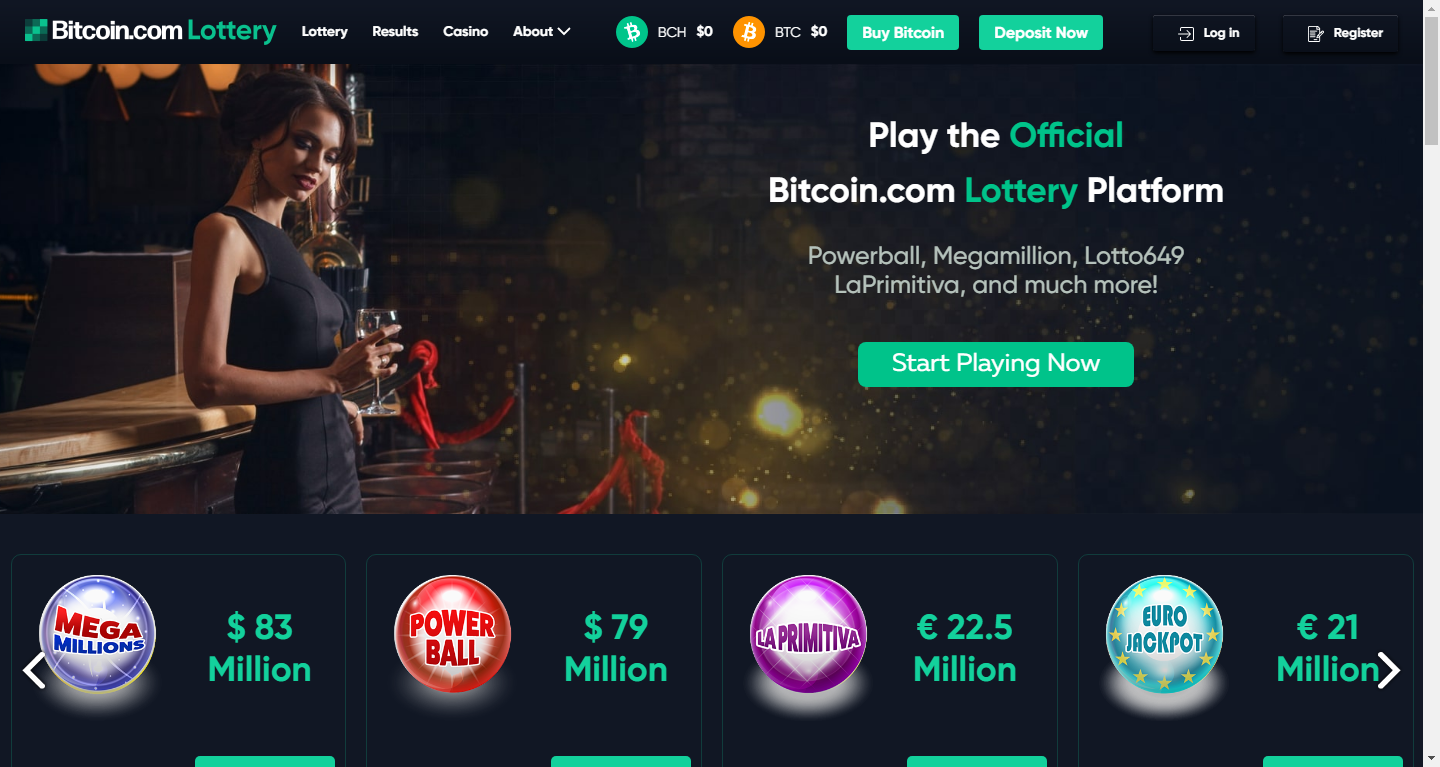 Bitcoin.com Lottery
Lottery
Results
Casino
About
BCH $0
BTC $0
Buy Bitcoin
Deposit Now
Log in
Register
Play the Official
Bitcoin.com Lottery Platform
Powerball, Megamillion, Lotto649
LaPrimitiva, and much more!
Start Playing Now
MEGA
MILLIONS
$ 83
Million
POWER
BALL
$ 79
Million
LA PRIMITIVA
€ 22.5
Million
EURO
JACKPOT
€ 21
Million